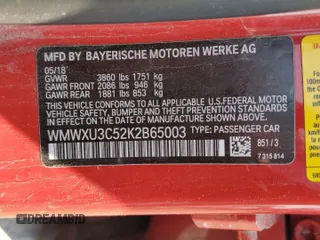 MFD BY BAYERISCHE MOTOREN WERKE AG
05/18
GVWR 3860 lbs 1751 kg
GAWR FRONT 2086 lbs 946 kg
GAWR REAR 1881 lbs 853 kg
THIS VEHICLE CONFORMS TO ALL APPLICABLE U.S. FEDERAL MOTOR
VEHICLE SAFETY, BUMPER, AND THEFT PREVENTION STANDARDS
IN EFFECT ON THE DATE OF MANUFACTURE SHOWN ABOVE.
WMWXU3C52K2B65003 TYPE: PASSENGER CAR
851 / 3
7 315 814
DREAMBID